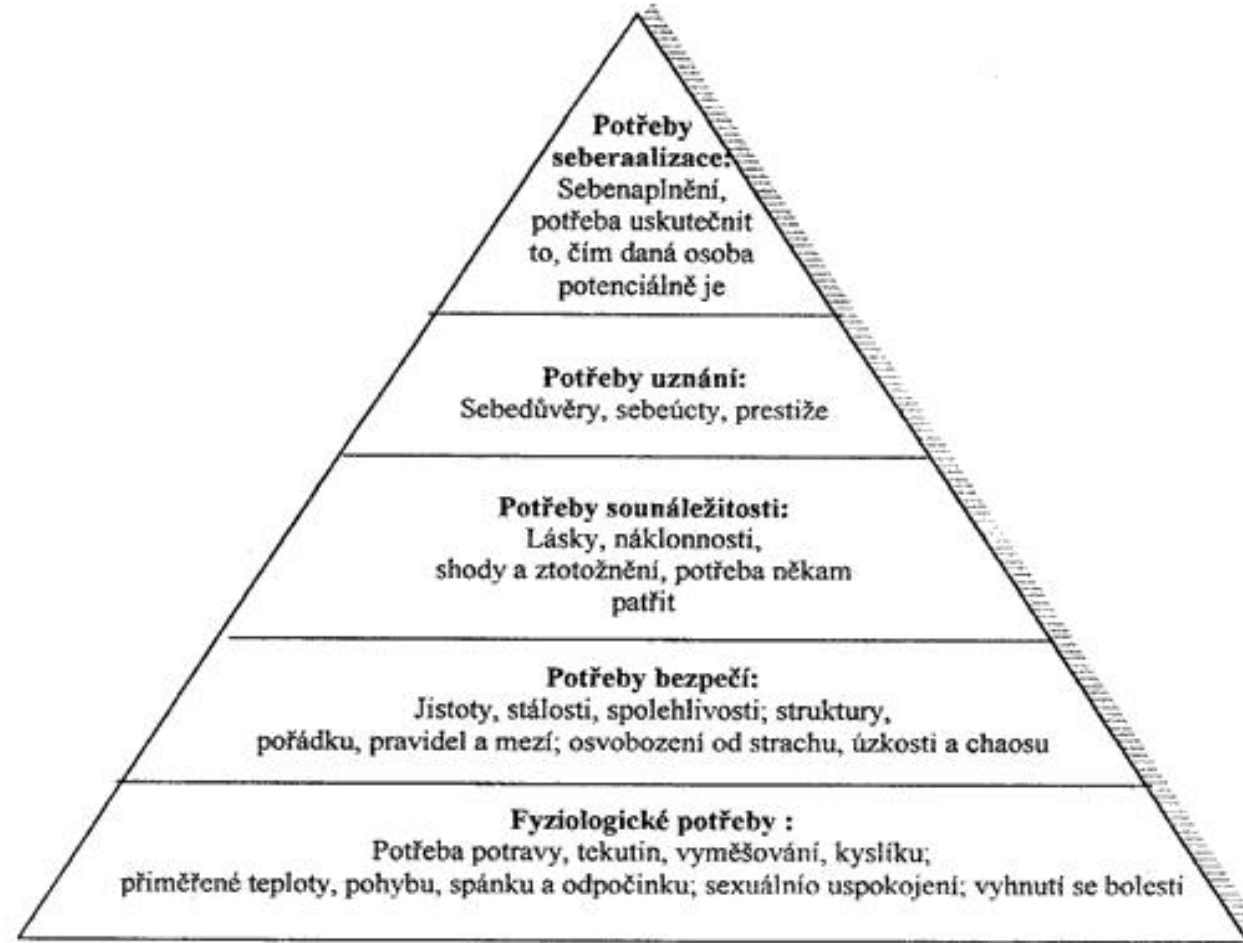 Potřeby
seberaalizace:
Sebenaplnění,
potřeba uskutečnit
to, čím daná osoba
potenciálně je
Potřeby uznání:
Sebedůvěry, sebeúcty, prestiže
Potřeby sounáležitosti:
Lásky, náklonnosti,
shody a ztotožnění, potřeba někam
patřit
Potřeby bezpečí:
Jistoty, stálosti, spolehlivosti; struktury,
pořádku, pravidel a mezí; osvobození od strachu, úzkosti a chaosu
Fyziologické potřeby :
Potřeba potravy, tekutin, vyměšování, kyslíku;
přiměřené teploty, pohybu, spánku a odpočinku; sexuálnío uspokojení; vyhnutí se bolesti